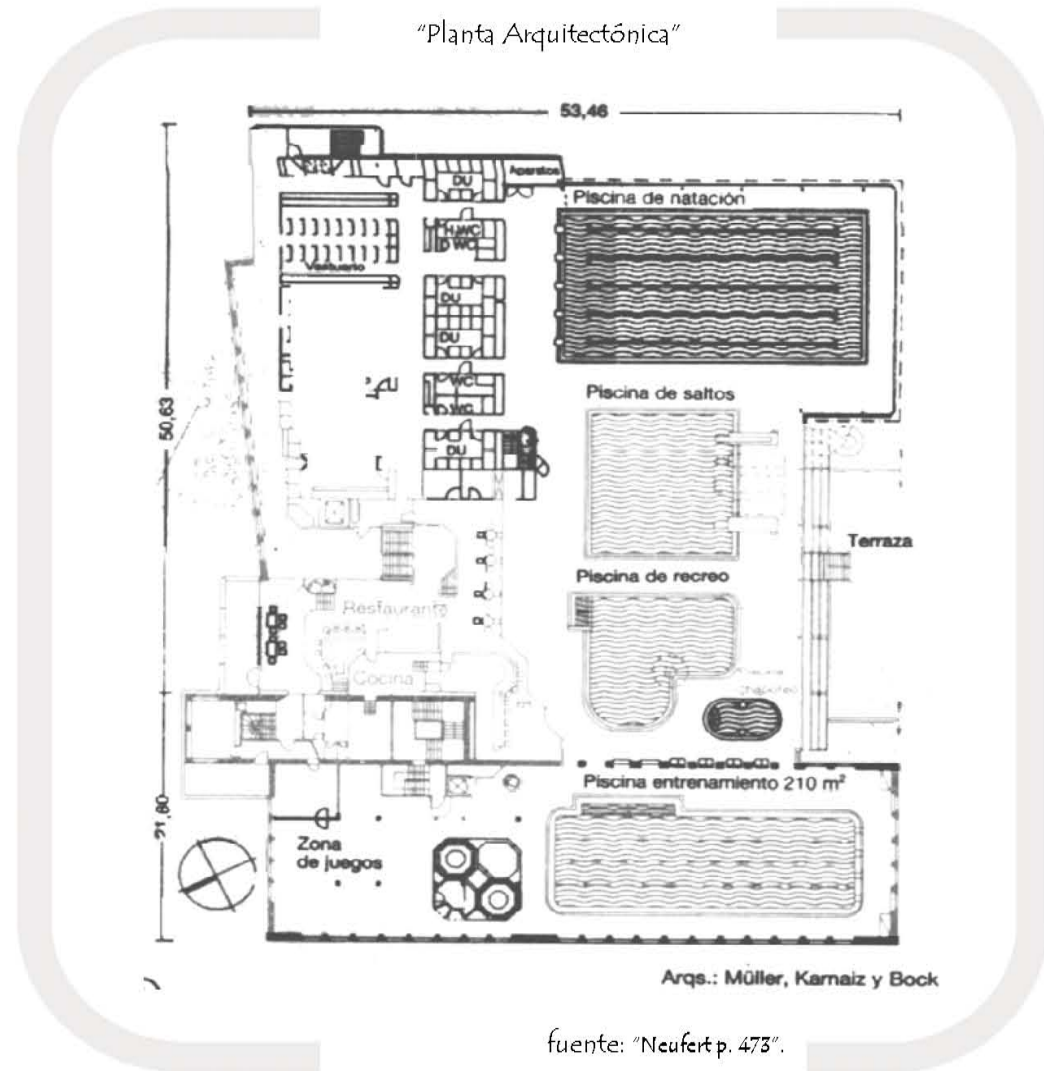 "Planta Arquitectónica"
53,46
50,63
21,80
Aparatos
DU
Piscina de natación
H.WC
D WC
Vestuario
DU
DU
WC
WC
DU
Piscina de saltos
Terraza
Piscina de recreo
Restaurante
Cocina
chapoteo
Piscina entrenamiento 210 m²
Zona
de juegos
Arqs.: Müller, Karnaiz y Bock
fuente: "Neufert p. 473".